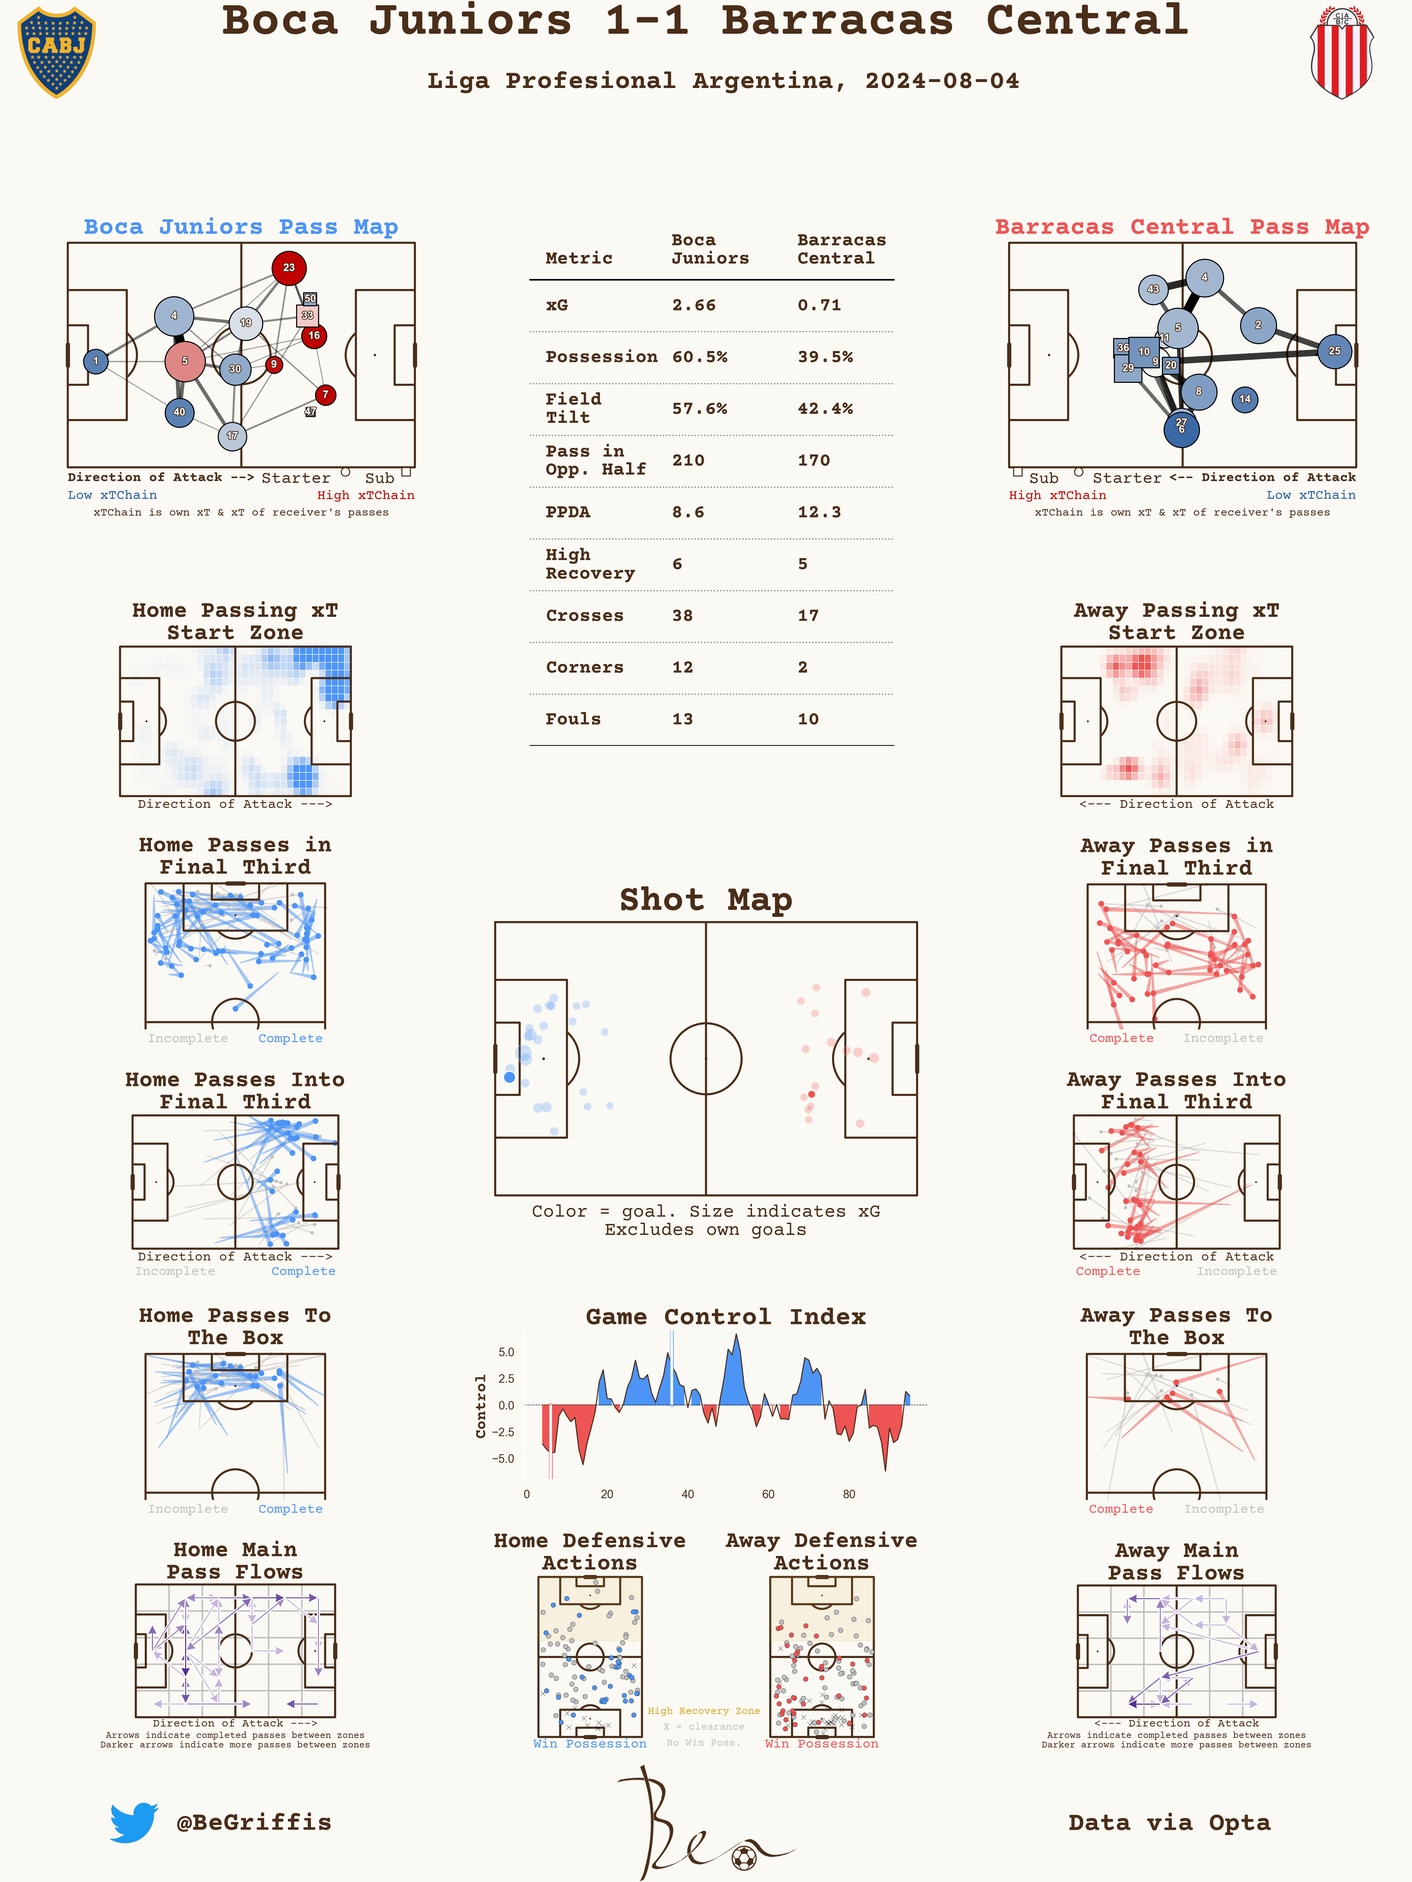 Boca Juniors 1-1 Barracas Central
Liga Profesional Argentina, 2024-08-04
CABJ
Boca Juniors Pass Map
23
50
33
4
19
16
1
5
30
9
7
47
40
17
Direction of Attack --> Starter Sub
Low xTChain High xTChain
xTChain is own xT & xT of receiver's passes
Metric Boca Juniors Barracas Central
xG 2.66 0.71
Possession 60.5% 39.5%
Field Tilt 57.6% 42.4%
Pass in Opp. Half 210 170
PPDA 8.6 12.3
High Recovery 6 5
Crosses 38 17
Corners 12 2
Fouls 13 10
Barracas Central Pass Map
4
43
5
2
11
36
10
25
9
20
29
8
14
27
6
Sub Starter <-- Direction of Attack
High xTChain Low xTChain
xTChain is own xT & xT of receiver's passes
Home Passing xT
Start Zone
Direction of Attack --->
Away Passing xT
Start Zone
<--- Direction of Attack
Home Passes in
Final Third
Incomplete Complete
Shot Map
Color = goal. Size indicates xG
Excludes own goals
Away Passes in
Final Third
Complete Incomplete
Home Passes Into
Final Third
Direction of Attack --->
Incomplete Complete
Away Passes Into
Final Third
<--- Direction of Attack
Complete Incomplete
Home Passes To
The Box
Incomplete Complete
Game Control Index
Control
5.0
2.5
0.0
−2.5
−5.0
0 20 40 60 80
Away Passes To
The Box
Complete Incomplete
Home Main
Pass Flows
Direction of Attack --->
Arrows indicate completed passes between zones
Darker arrows indicate more passes between zones
Home Defensive
Actions
Win Possession
Away Defensive
Actions
Win Possession
High Recovery Zone
X = clearance
No Win Poss.
Away Main
Pass Flows
<--- Direction of Attack
Arrows indicate completed passes between zones
Darker arrows indicate more passes between zones
@BeGriffis
Ben
Data via Opta